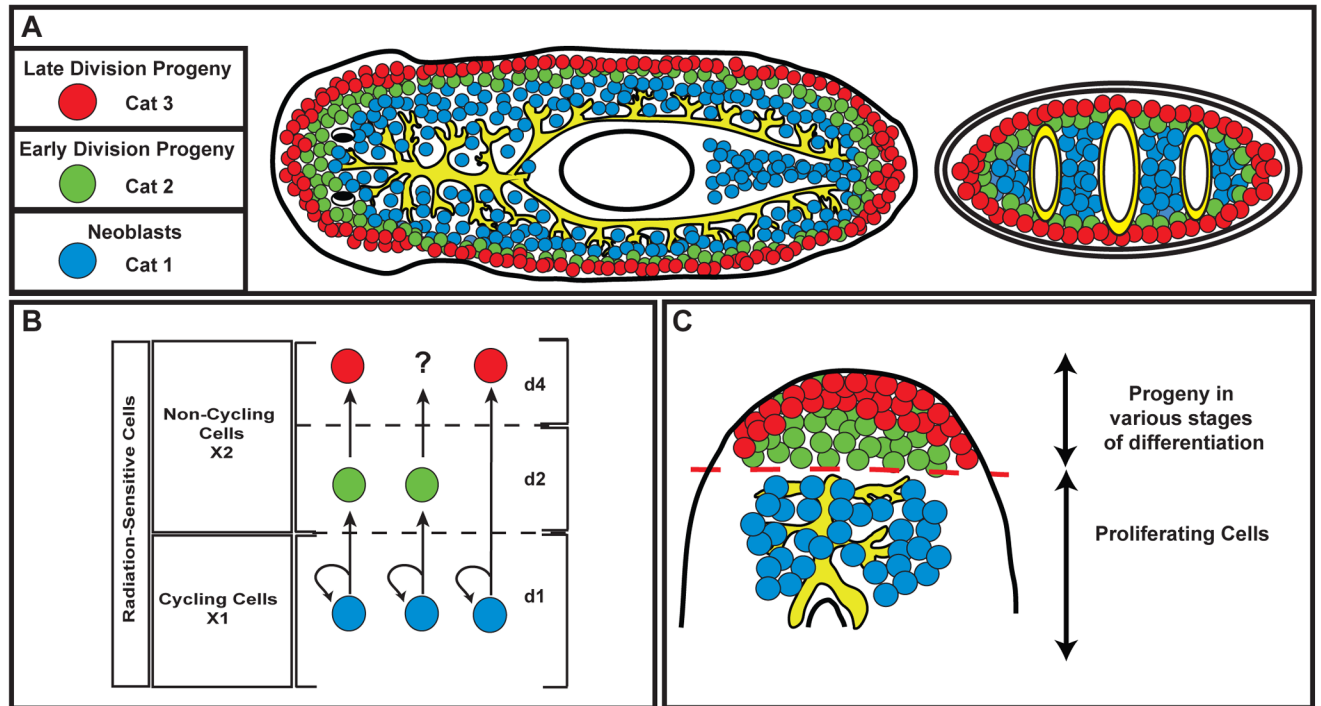 A
Late Division Progeny
Cat 3
Early Division Progeny
Cat 2
Neoblasts
Cat 1
B
Radiation-Sensitive Cells
Non-Cycling
Cells
X2
Cycling Cells
X1
?
d4
d2
d1
C
Progeny in
various stages
of differentiation
Proliferating Cells